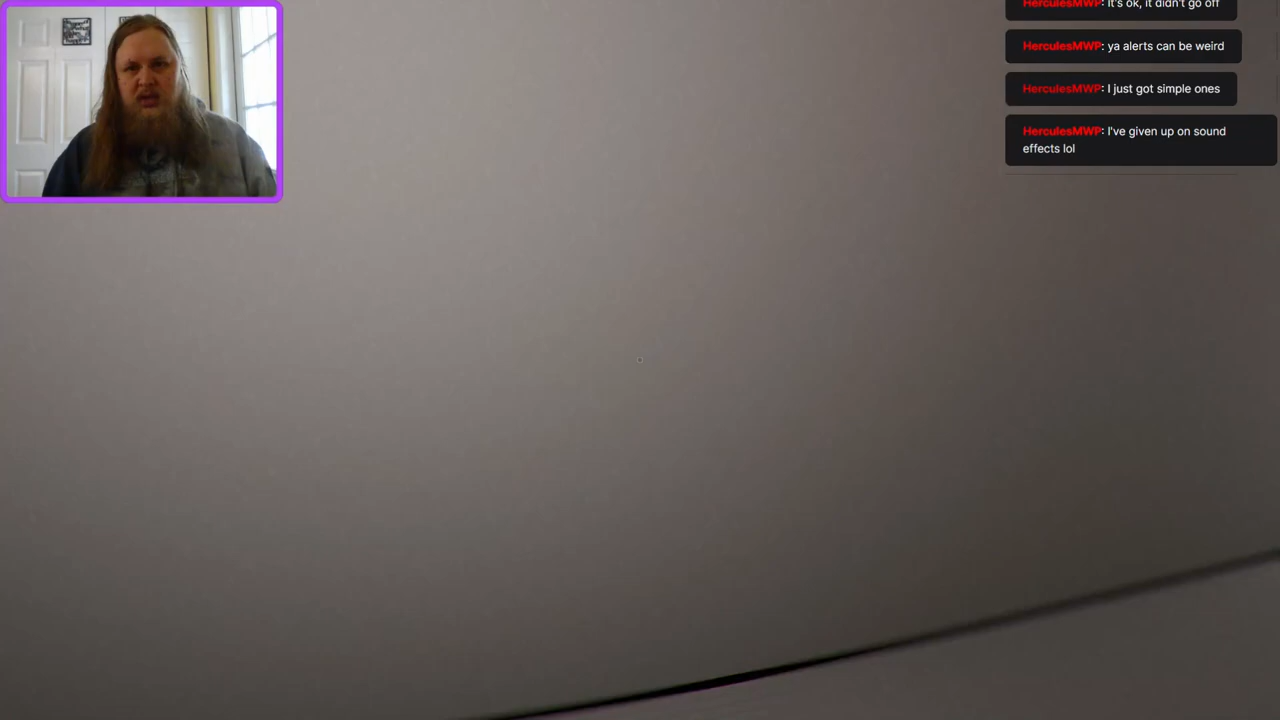 HerculesMWP: It's ok, it didn't go off
HerculesMWP: ya alerts can be weird
HerculesMWP: I just got simple ones
HerculesMWP: I've given up on sound
effects lol